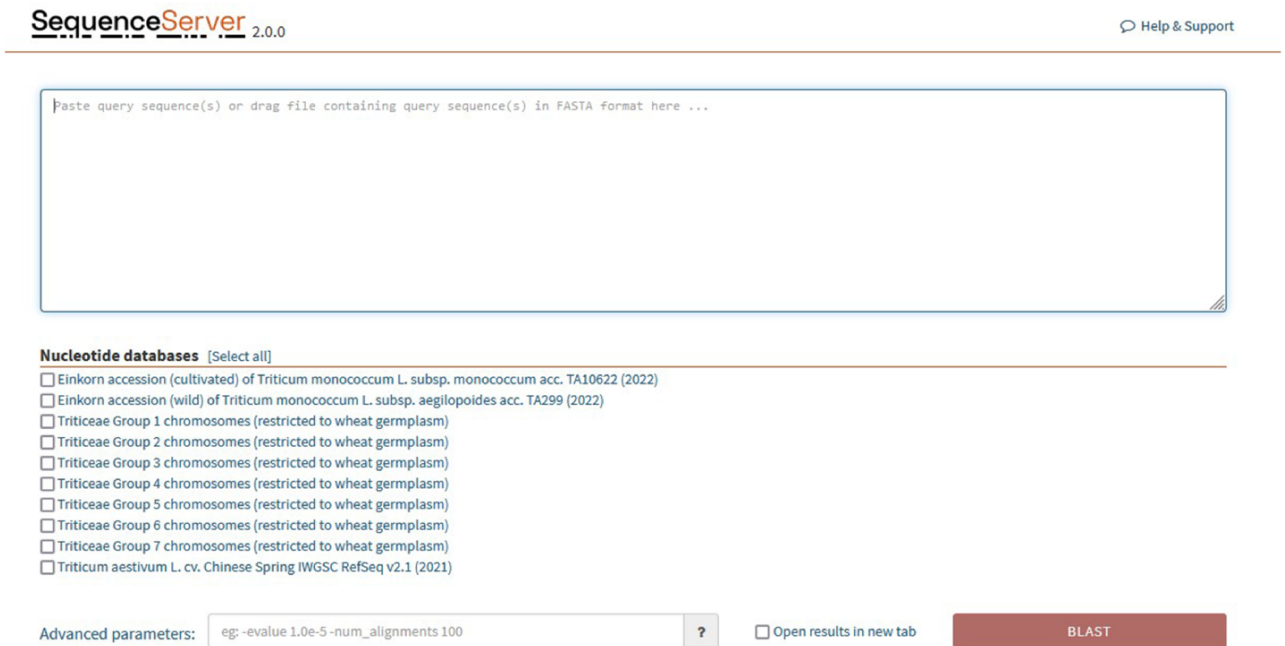 SequenceServer 2.0.0
Help & Support
Paste query sequence(s) or drag file containing query sequence(s) in FASTA format here ...
Nucleotide databases [Select all]
Einkorn accession (cultivated) of Triticum monococcum L. subsp. monococcum acc. TA10622 (2022)
Einkorn accession (wild) of Triticum monococcum L. subsp. aegilopoides acc. TA299 (2022)
Triticeae Group 1 chromosomes (restricted to wheat germplasm)
Triticeae Group 2 chromosomes (restricted to wheat germplasm)
Triticeae Group 3 chromosomes (restricted to wheat germplasm)
Triticeae Group 4 chromosomes (restricted to wheat germplasm)
Triticeae Group 5 chromosomes (restricted to wheat germplasm)
Triticeae Group 6 chromosomes (restricted to wheat germplasm)
Triticeae Group 7 chromosomes (restricted to wheat germplasm)
Triticum aestivum L. cv. Chinese Spring IWGSC RefSeq v2.1 (2021)
Advanced parameters: eg: -evalue 1.0e-5 -num_alignments 100 ? Open results in new tab BLAST